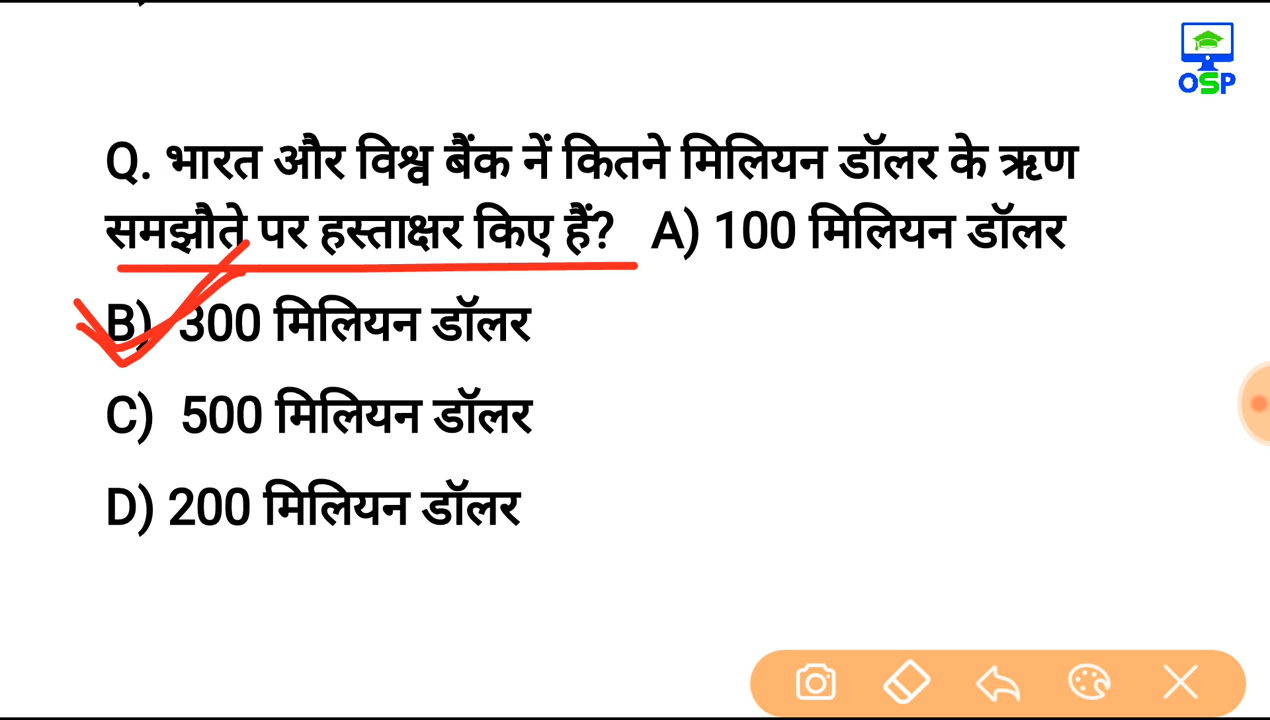 OSP
Q. भारत और विश्व बैंक नें कितने मिलियन डॉलर के ऋण
समझौते पर हस्ताक्षर किए हैं? A) 100 मिलियन डॉलर
B) 300 मिलियन डॉलर
C) 500 मिलियन डॉलर
D) 200 मिलियन डॉलर